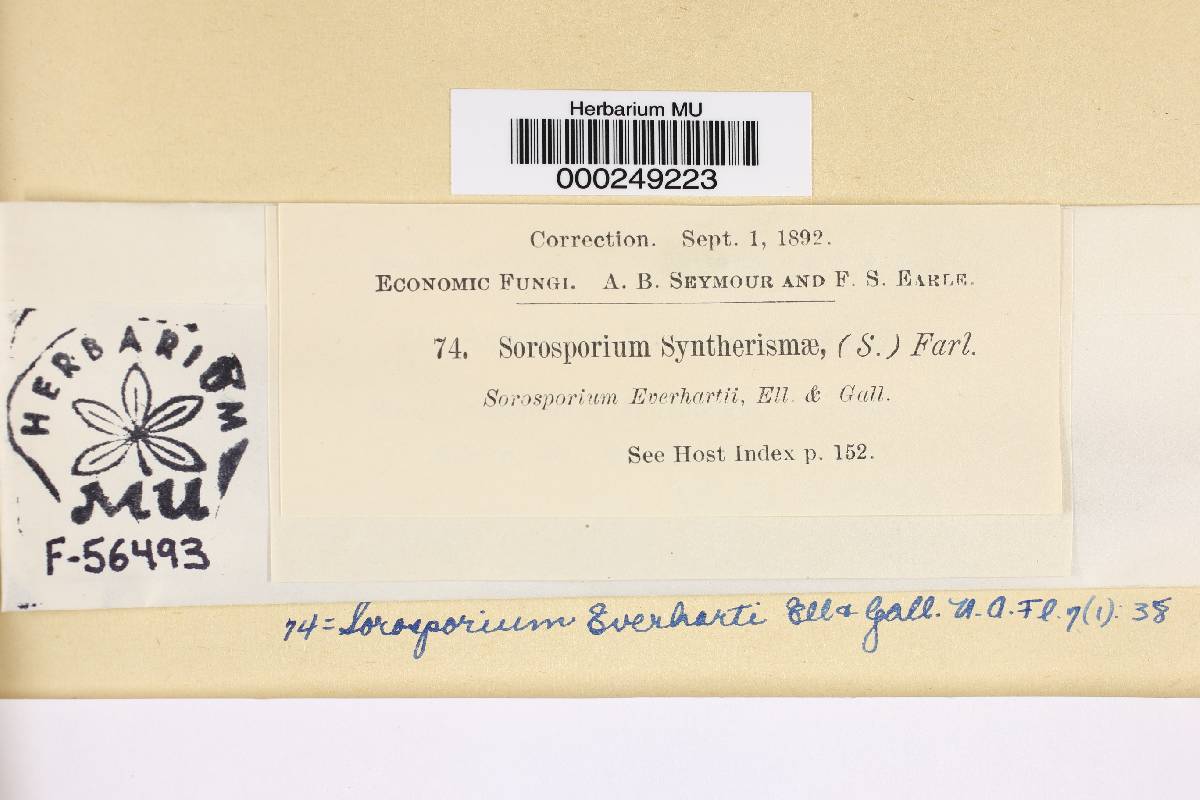 Herbarium MU
000249223
Correction. Sept. 1, 1892.
Economic Fungi. A. B. Seymour and F. S. Earle.
74. Sorosporium Syntherismæ, (S.) Farl.
Sorosporium Everhartii, Ell. & Gall.
See Host Index p. 152.
HERBARIUM
MU
F-56493
74 = Sorosporium Everharti Ell & Gall. N. A. Fl. 7(1): 38